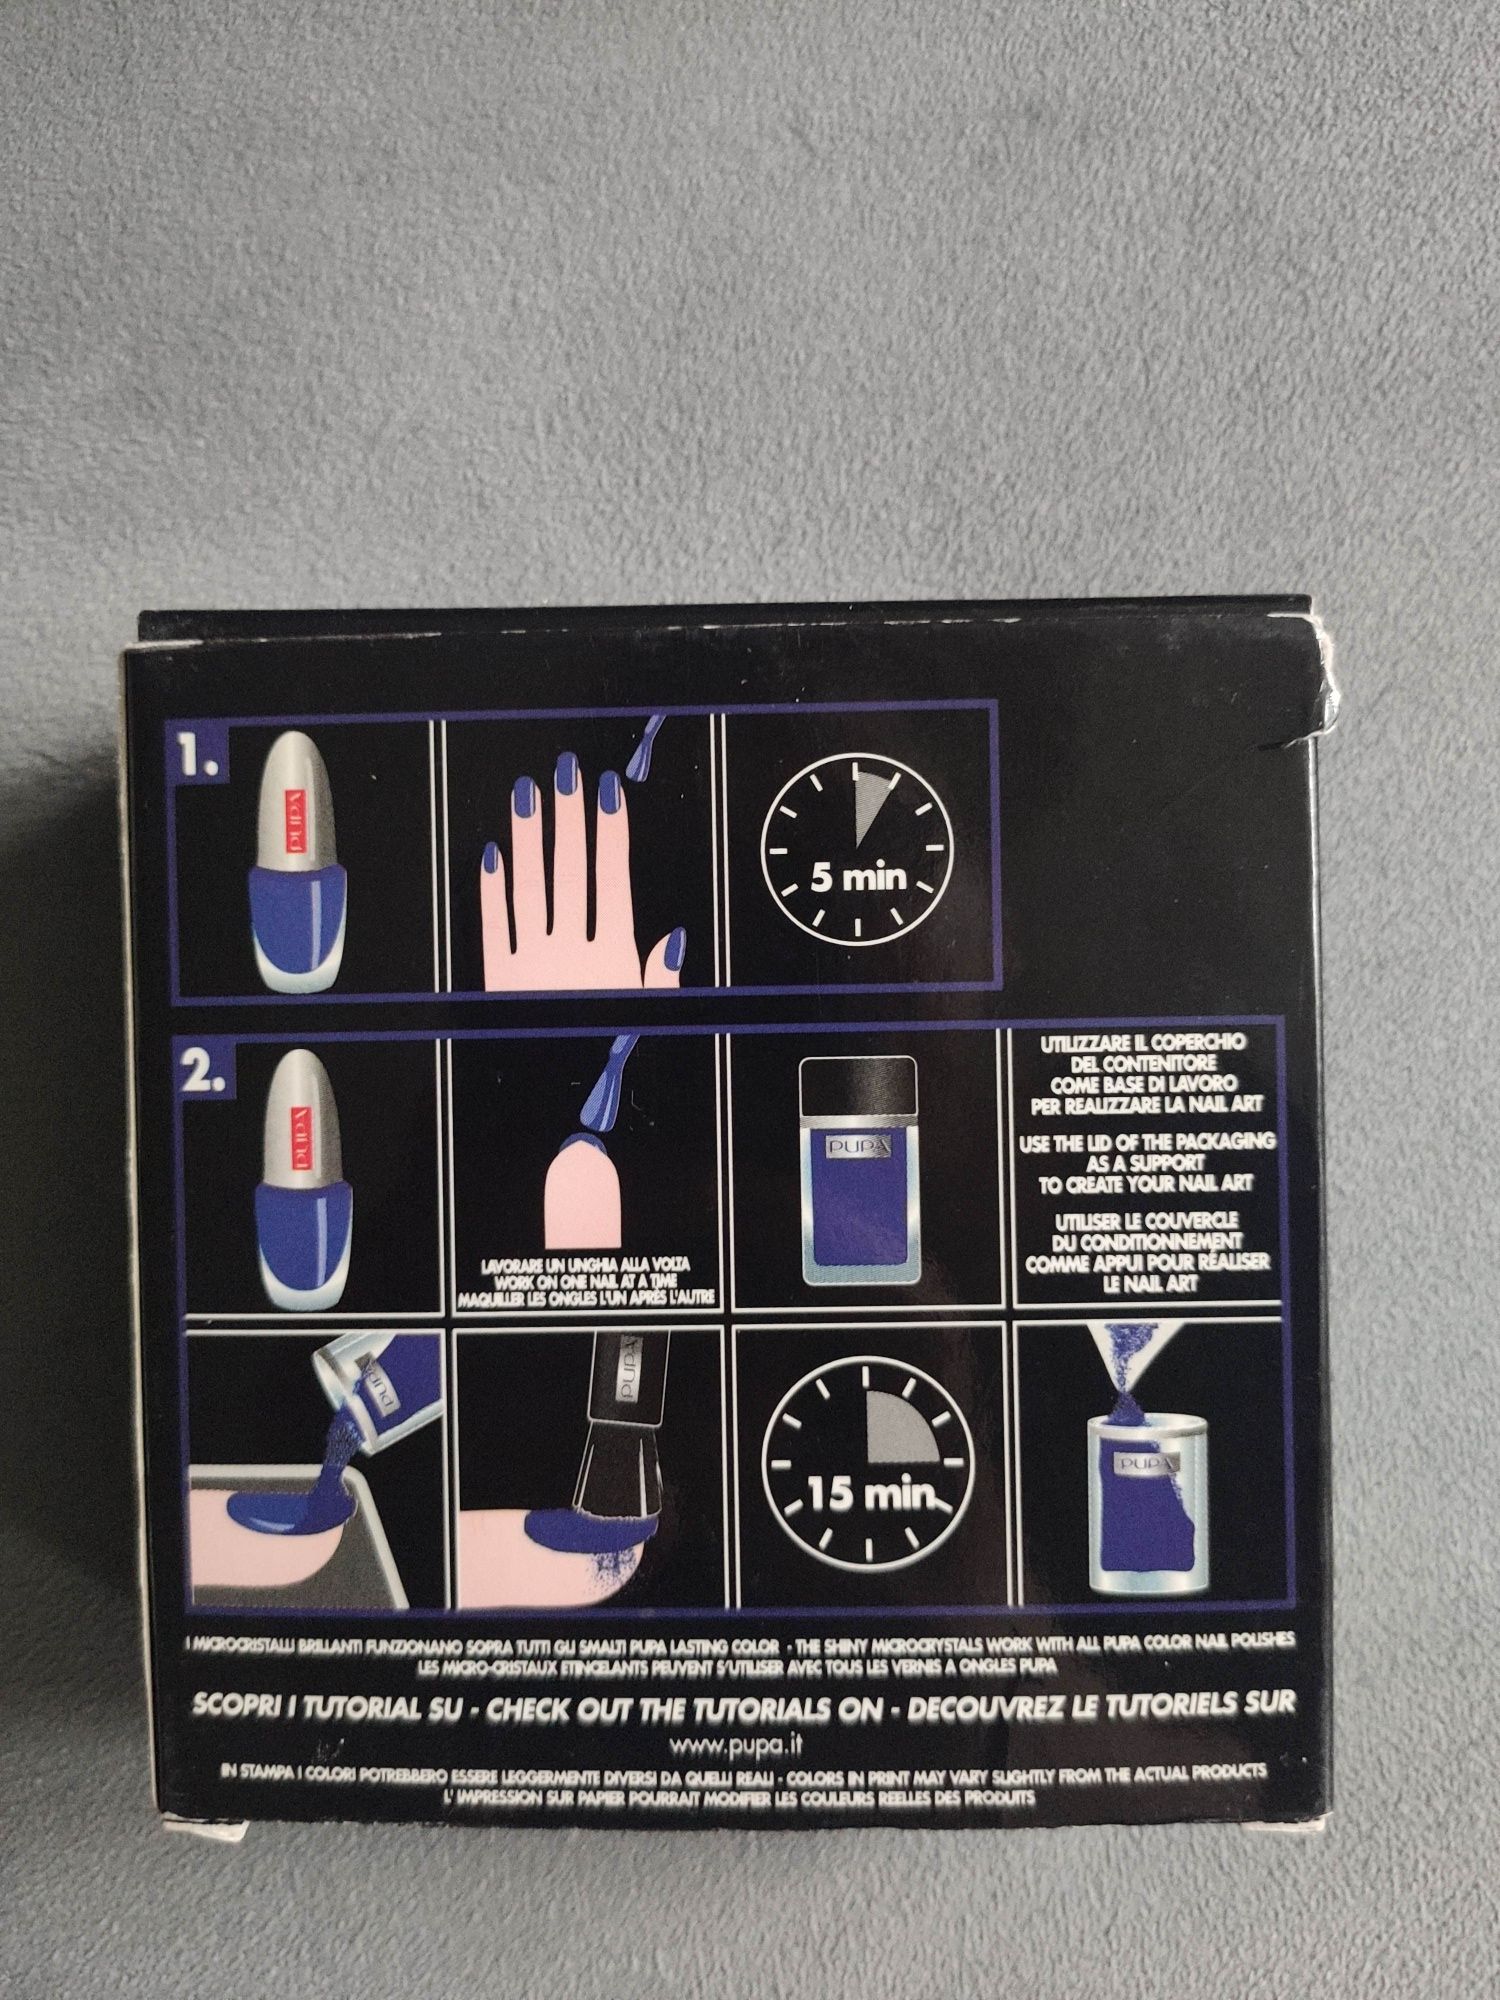 1.
PUPA
5 min
2.
PUPA
LAVORARE UN UNGHIA ALLA VOLTA
WORK ON ONE NAIL AT A TIME
MAQUILLER LES ONGLES L'UN APRÈS L'AUTRE
PUPA
UTILIZZARE IL COPERCHIO
DEL CONTENITORE
COME BASE DI LAVORO
PER REALIZZARE LA NAIL ART
USE THE LID OF THE PACKAGING
AS A SUPPORT
TO CREATE YOUR NAIL ART
UTILISER LE COUVERCLE
DU CONDITIONNEMENT
COMME APPUI POUR RÉALISER
LE NAIL ART
PUPA
PUPA
15 min
PUPA
I MICROCRISTALLI BRILLANTI FUNZIONANO SOPRA TUTTI GLI SMALTI PUPA LASTING COLOR - THE SHINY MICROCRYSTALS WORK WITH ALL PUPA COLOR NAIL POLISHES
LES MICRO-CRISTAUX ETINCELANTS PEUVENT S'UTILISER AVEC TOUS LES VERNIS A ONGLES PUPA
SCOPRI I TUTORIAL SU - CHECK OUT THE TUTORIALS ON - DECOUVREZ LE TUTORIELS SUR
www.pupa.it
IN STAMPA I COLORI POTREBBERO ESSERE LEGGERMENTE DIVERSI DA QUELLI REALI - COLORS IN PRINT MAY VARY SLIGHTLY FROM THE ACTUAL PRODUCTS
L' IMPRESSION SUR PAPIER POURRAIT MODIFIER LES COULEURS REELLES DES PRODUITS